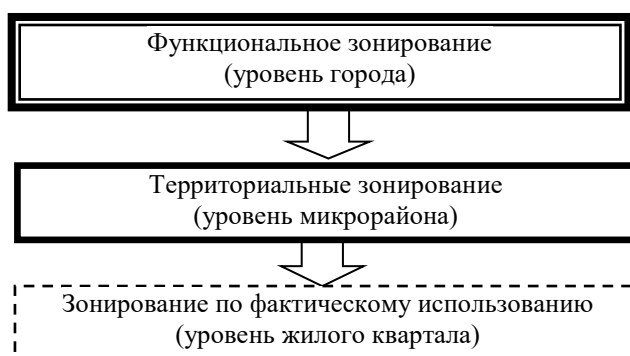 Функциональное зонирование
(уровень города)
Территориальные зонирование
(уровень микрорайона)
Зонирование по фактическому использованию
(уровень жилого квартала)